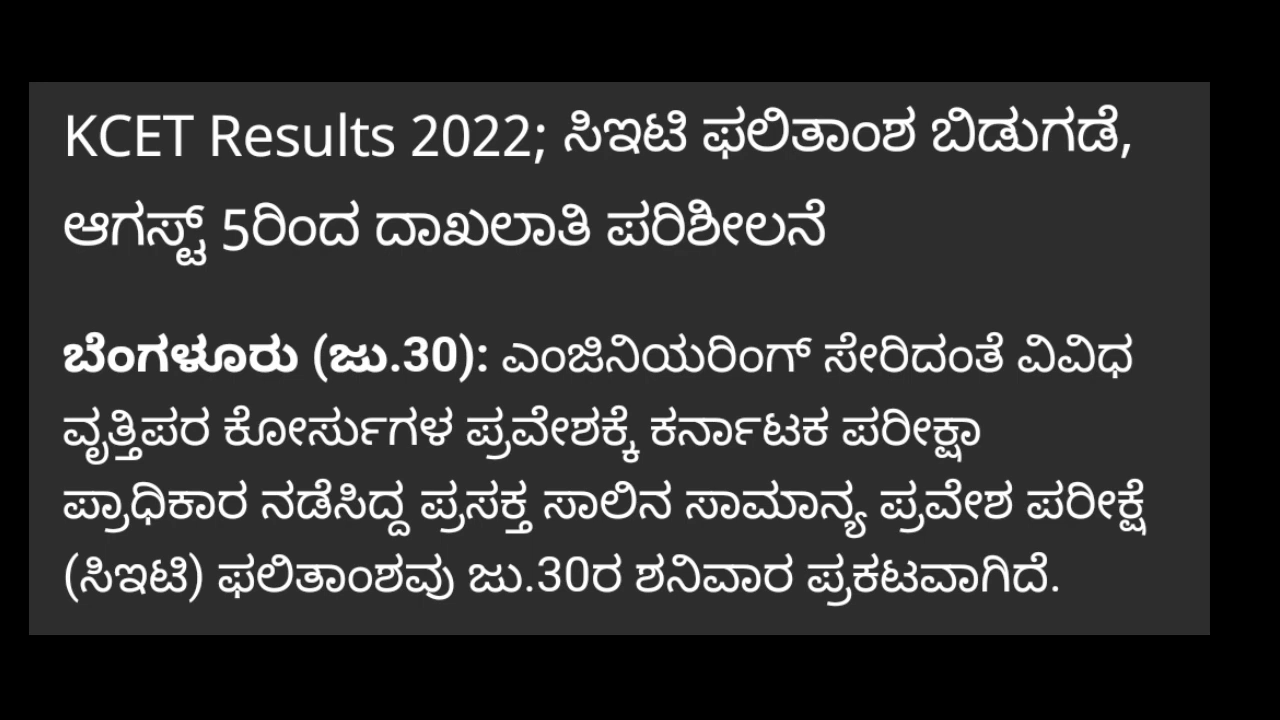 KCET Results 2022; ಸಿಇಟಿ ಫಲಿತಾಂಶ ಬಿಡುಗಡೆ,
ಆಗಸ್ಟ್ 5ರಿಂದ ದಾಖಲಾತಿ ಪರಿಶೀಲನೆ
ಬೆಂಗಳೂರು (ಜು.30): ಎಂಜಿನಿಯರಿಂಗ್ ಸೇರಿದಂತೆ ವಿವಿಧ
ವೃತ್ತಿಪರ ಕೋರ್ಸುಗಳ ಪ್ರವೇಶಕ್ಕೆ ಕರ್ನಾಟಕ ಪರೀಕ್ಷಾ
ಪ್ರಾಧಿಕಾರ ನಡೆಸಿದ್ದ ಪ್ರಸಕ್ತ ಸಾಲಿನ ಸಾಮಾನ್ಯ ಪ್ರವೇಶ ಪರೀಕ್ಷೆ
(ಸಿಇಟಿ) ಫಲಿತಾಂಶವು ಜು.30ರ ಶನಿವಾರ ಪ್ರಕಟವಾಗಿದೆ.